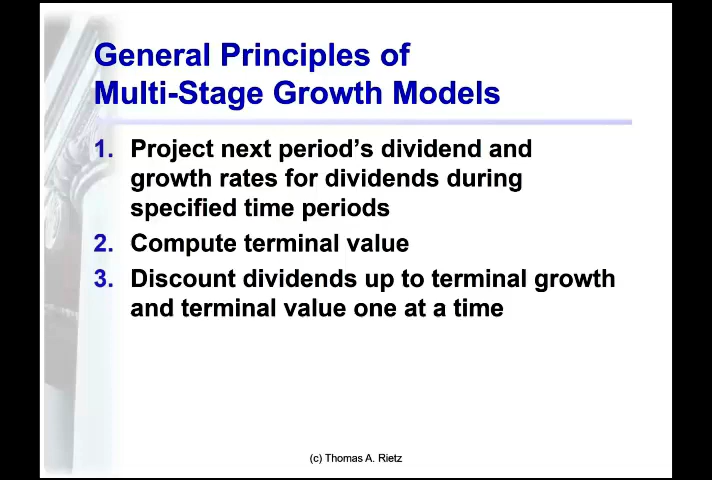 General Principles of
Multi-Stage Growth Models
1. Project next period's dividend and
growth rates for dividends during
specified time periods
2. Compute terminal value
3. Discount dividends up to terminal growth
and terminal value one at a time
(c) Thomas A. Rietz